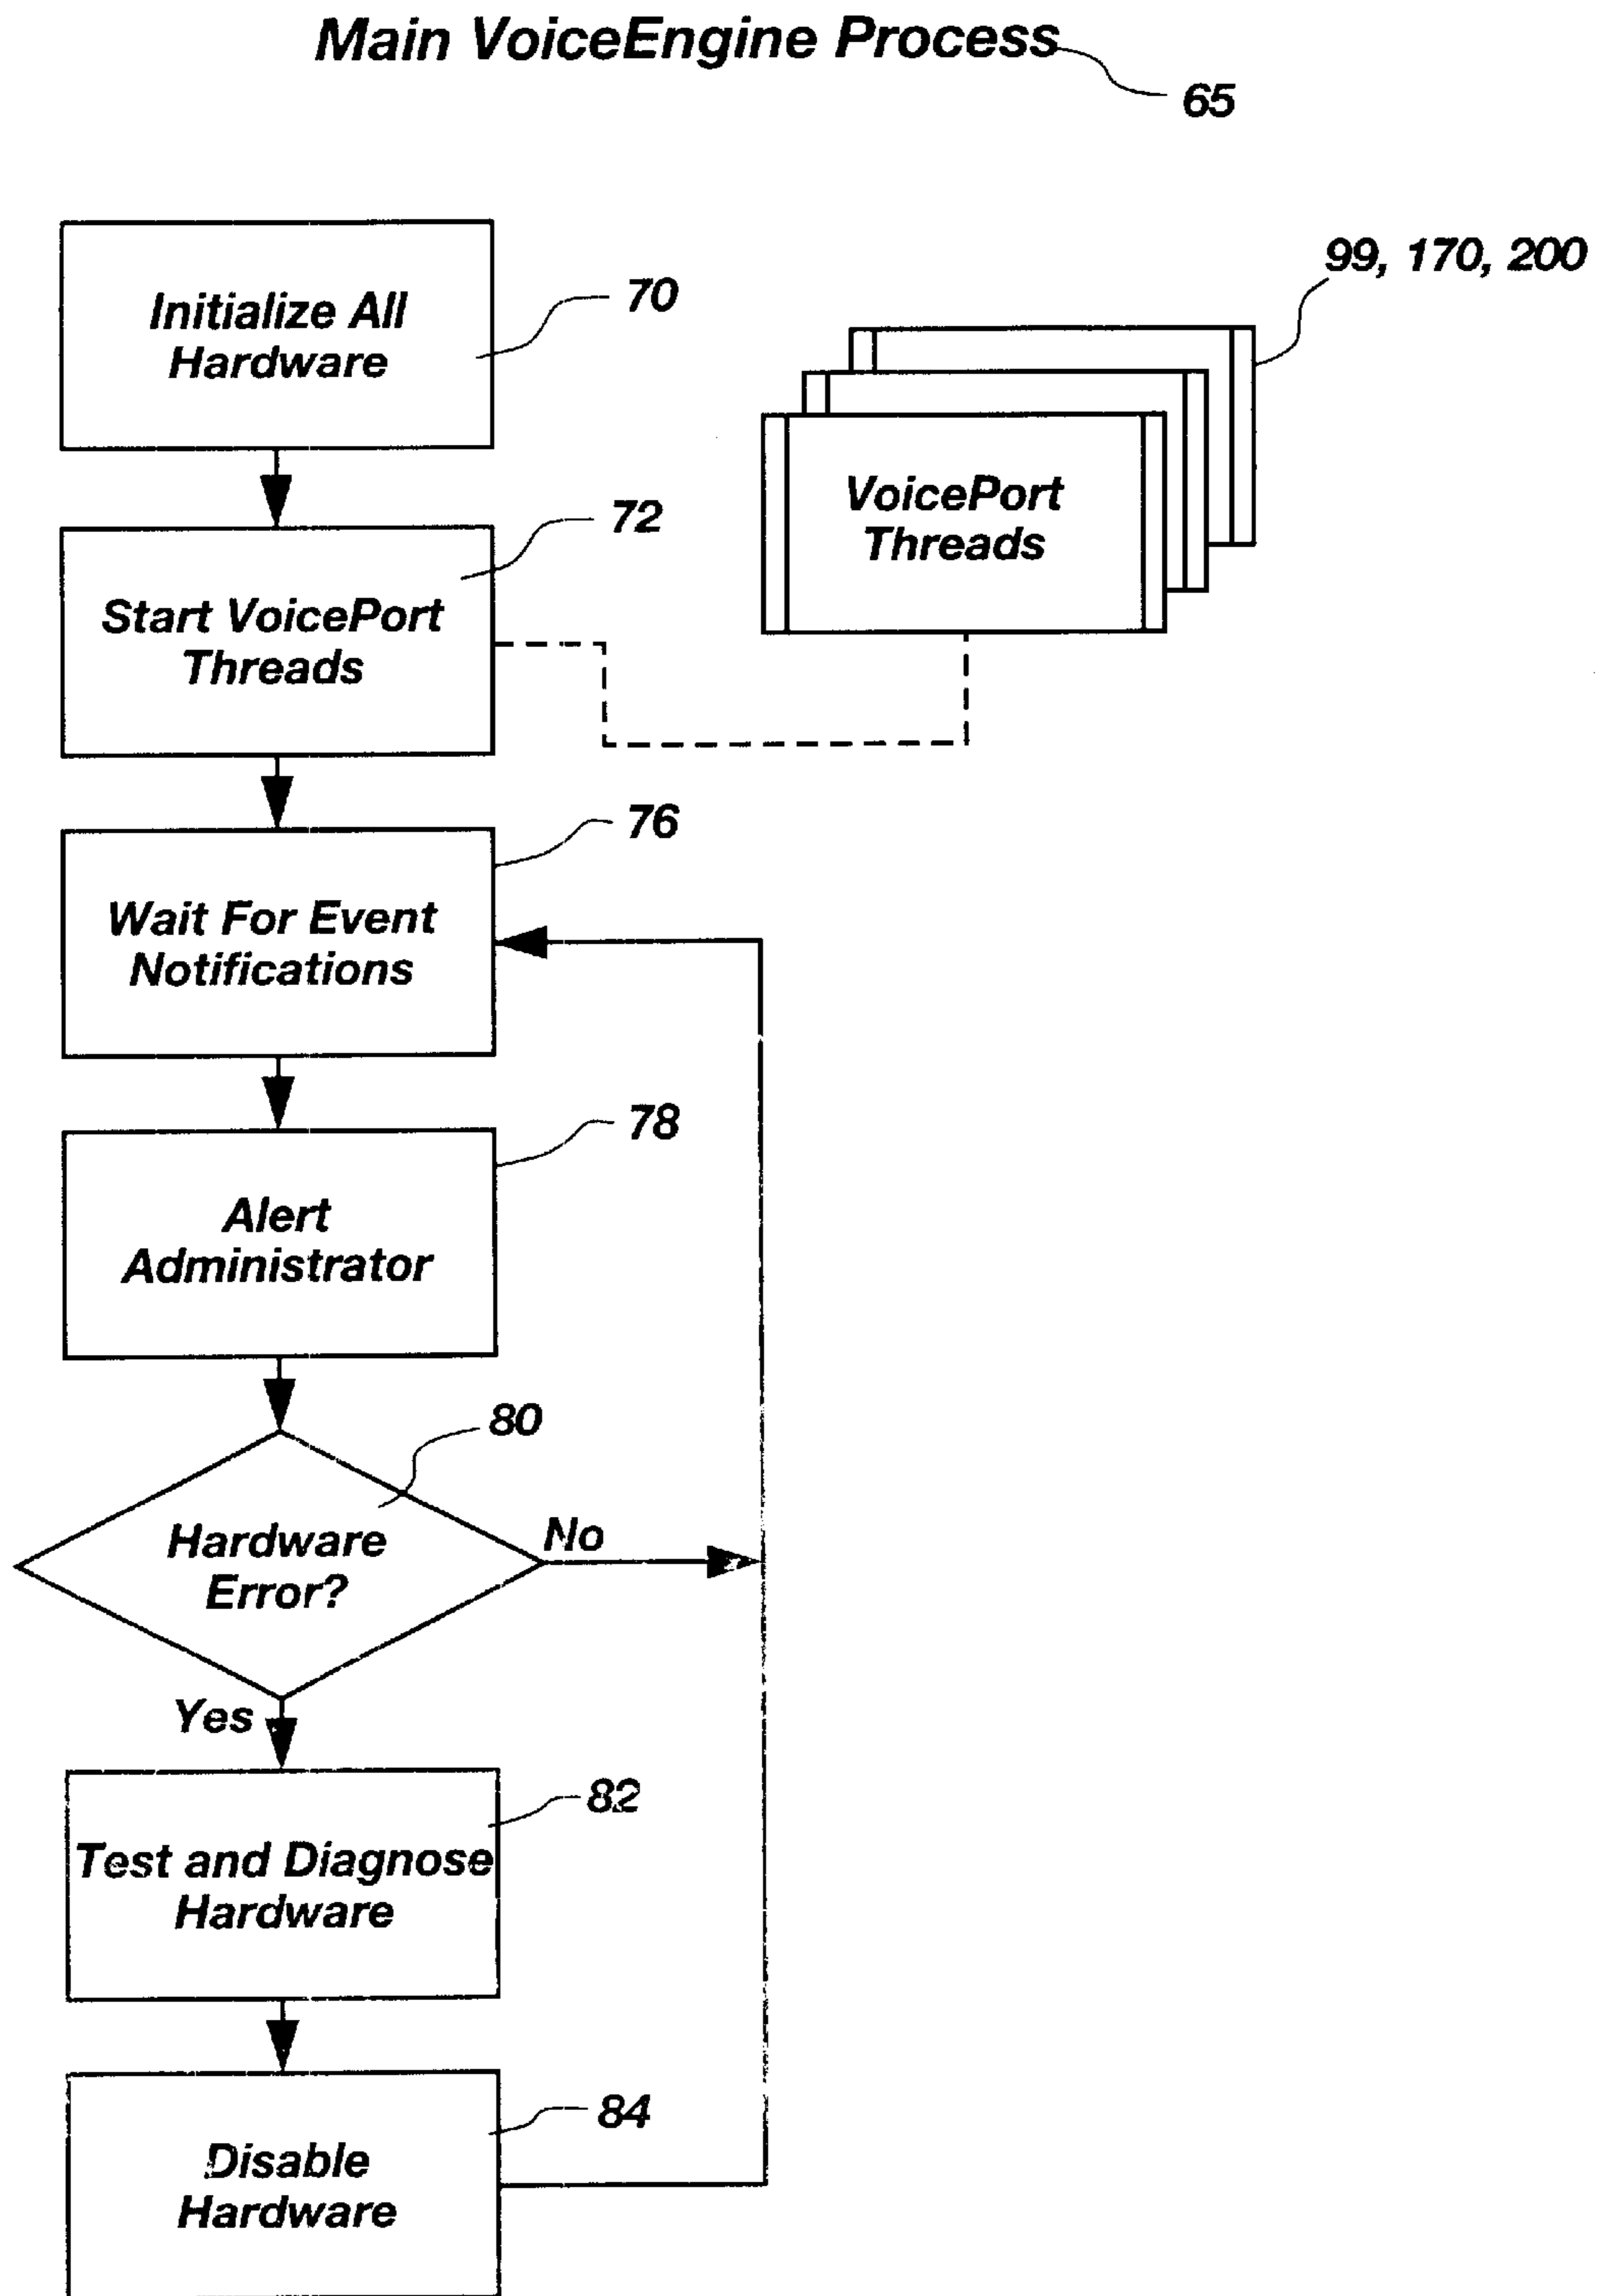 Main VoiceEngine Process
65
Initialize All
Hardware
70
99, 170, 200
VoicePort
Threads
72
Start VoicePort
Threads
76
Wait For Event
Notifications
78
Alert
Administrator
80
Hardware
Error?
No
Yes
82
Test and Diagnose
Hardware
84
Disable
Hardware